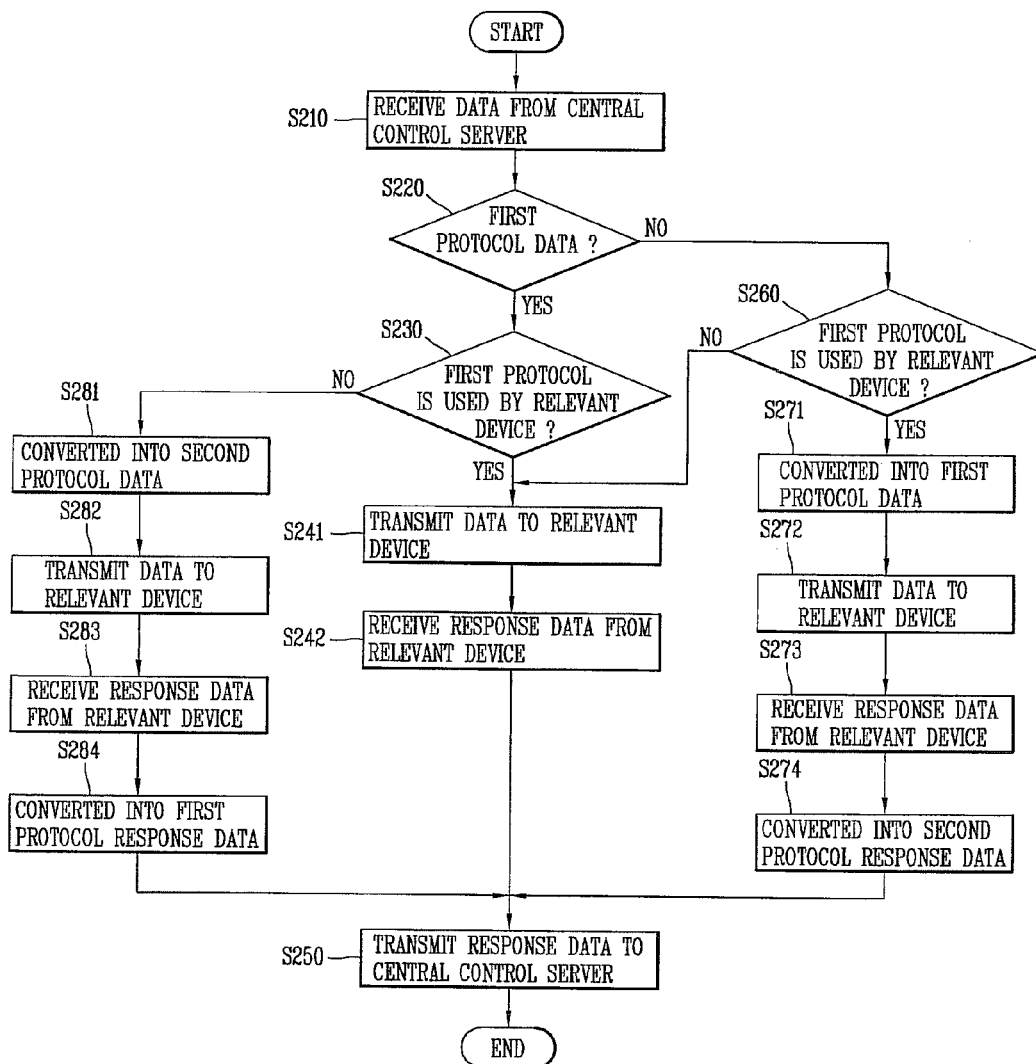 START
S210
RECEIVE DATA FROM CENTRAL
CONTROL SERVER
S220
FIRST
PROTOCOL DATA ?
NO
YES
S230
FIRST PROTOCOL
IS USED BY RELEVANT
DEVICE ?
NO
YES
S260
FIRST PROTOCOL
IS USED BY RELEVANT
DEVICE ?
NO
YES
S281
CONVERTED INTO SECOND
PROTOCOL DATA
S282
TRANSMIT DATA TO
RELEVANT DEVICE
S283
RECEIVE RESPONSE DATA
FROM RELEVANT DEVICE
S284
CONVERTED INTO FIRST
PROTOCOL RESPONSE DATA
S241
TRANSMIT DATA TO RELEVANT
DEVICE
S242
RECEIVE RESPONSE DATA FROM
RELEVANT DEVICE
S271
CONVERTED INTO FIRST
PROTOCOL DATA
S272
TRANSMIT DATA TO
RELEVANT DEVICE
S273
RECEIVE RESPONSE DATA
FROM RELEVANT DEVICE
S274
CONVERTED INTO SECOND
PROTOCOL RESPONSE DATA
S250
TRANSMIT RESPONSE DATA TO
CENTRAL CONTROL SERVER
END